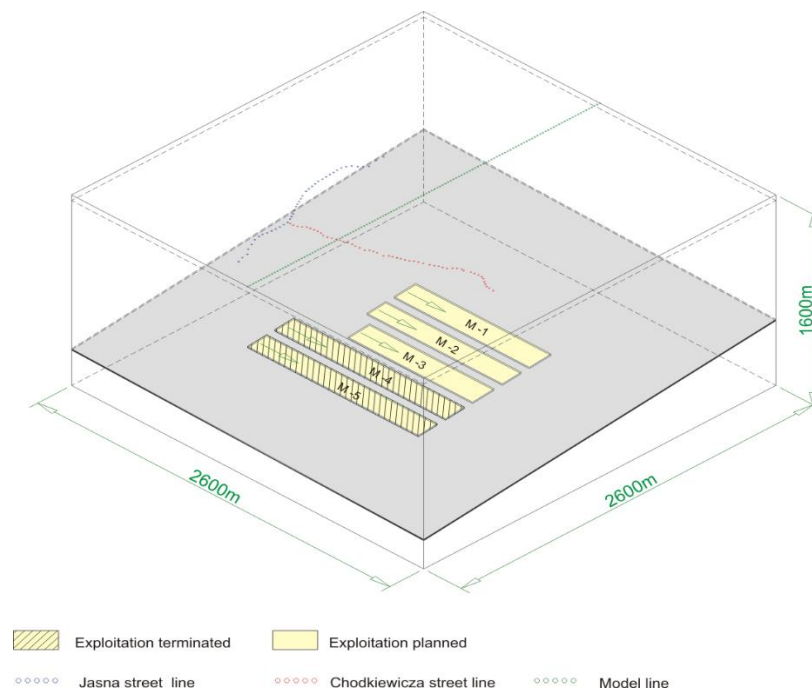 M -1
M -2
M -3
M -4
M -5
1600m
2600m
2600m
Exploitation terminated
Exploitation planned
Jasna street line
Chodkiewicza street line
Model line